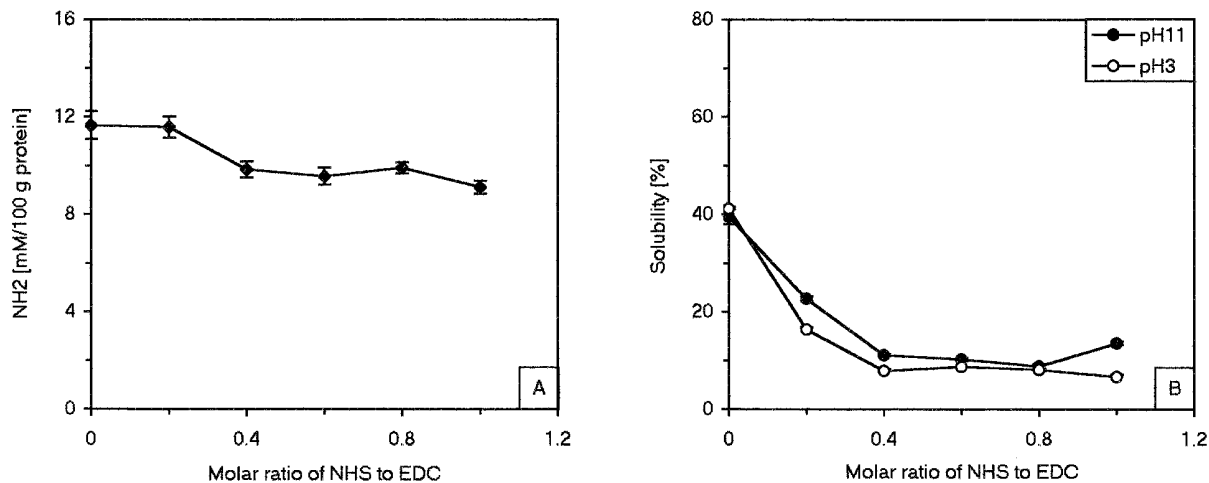 16
12
8
4
0
NH2 [mM/100 g protein]
0
0.4
0.8
1.2
Molar ratio of NHS to EDC
A
80
60
40
20
0
Solubility [%]
0
0.4
0.8
1.2
Molar ratio of NHS to EDC
pH11
pH3
B